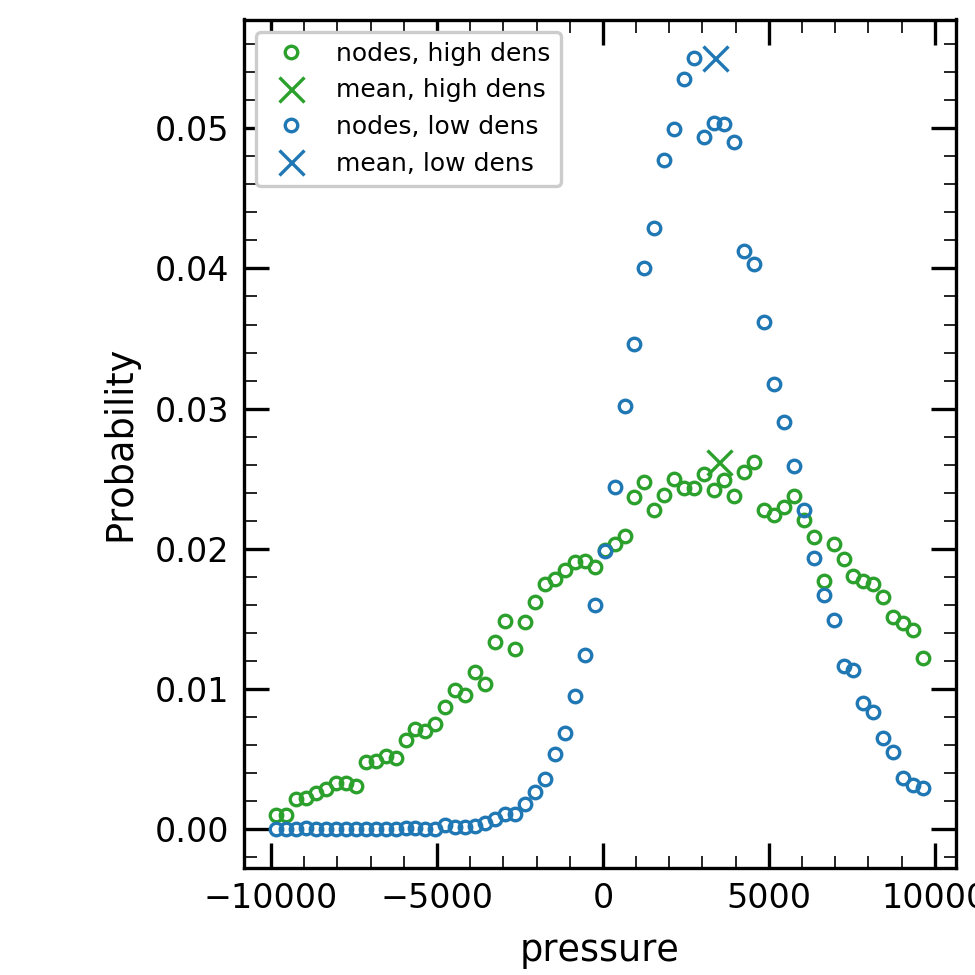 nodes, high dens
mean, high dens
nodes, low dens
mean, low dens
0.05
0.04
0.03
0.02
0.01
0.00
Probability
−10000 −5000 0 5000 10000
pressure